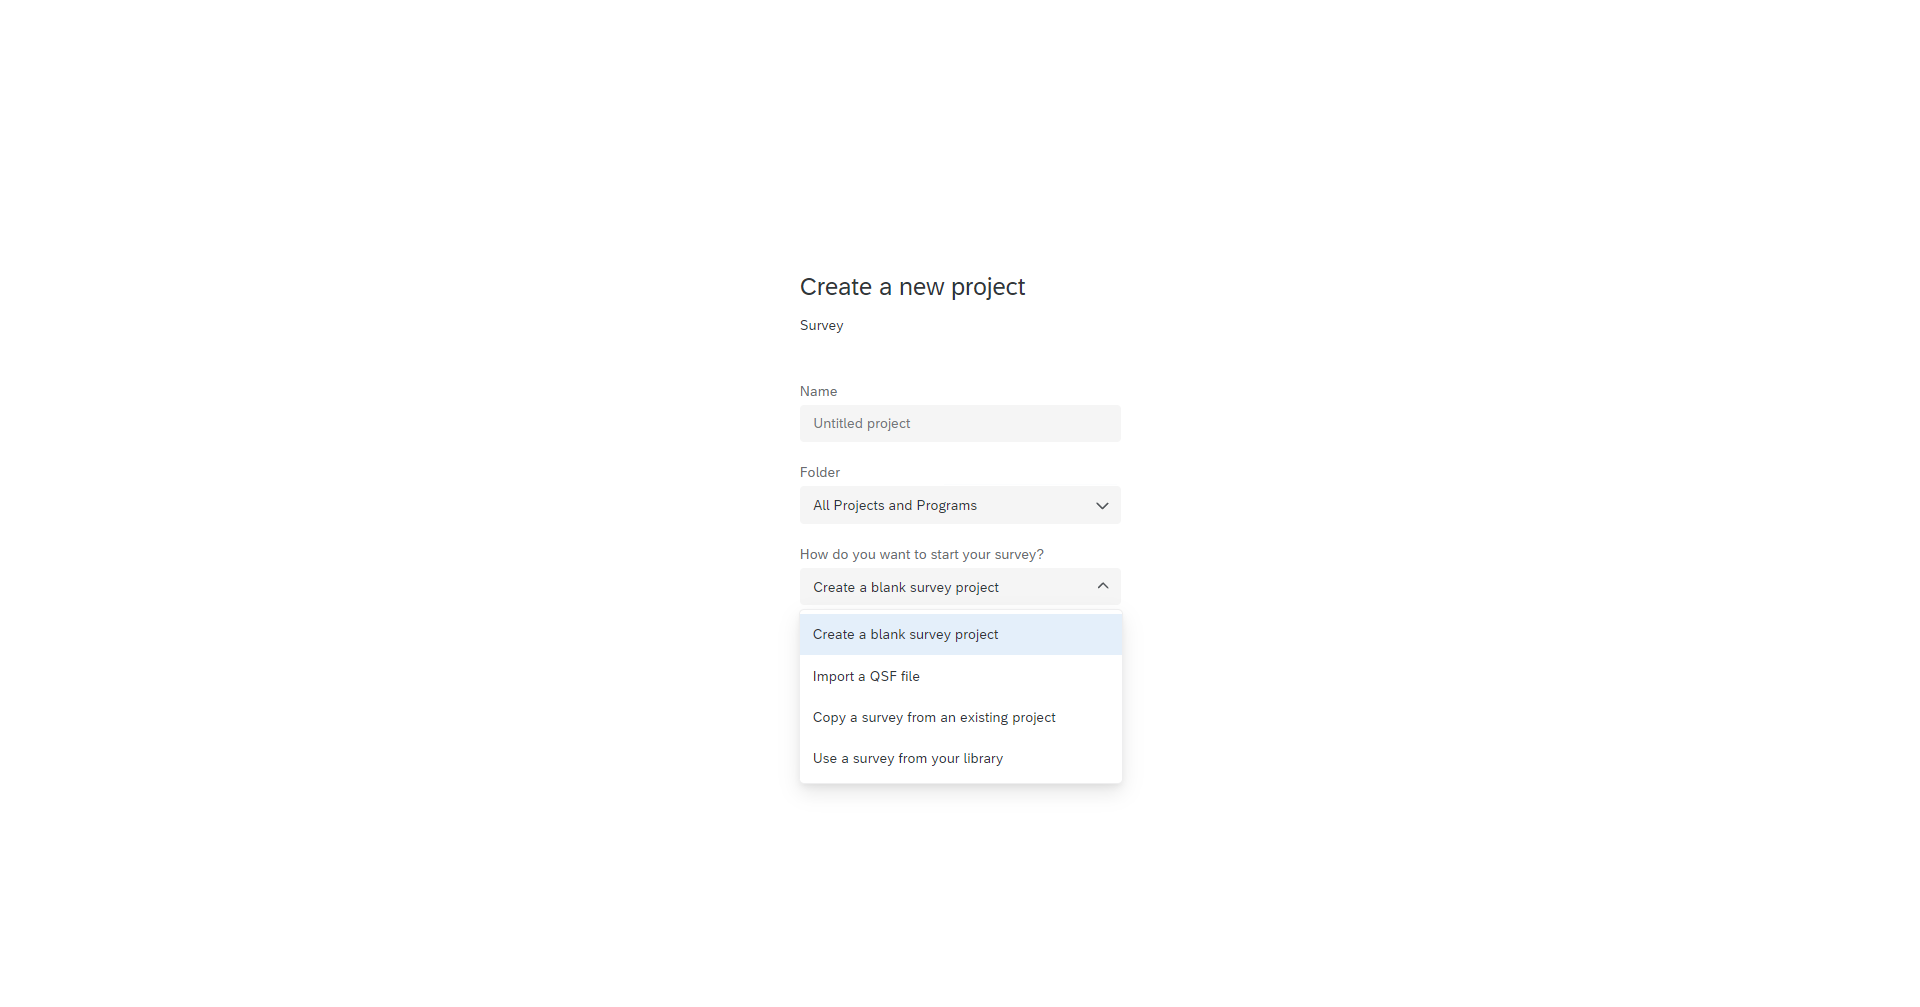 Create a new project
Survey
Name
Untitled project
Folder
All Projects and Programs
How do you want to start your survey?
Create a blank survey project
Create a blank survey project
Import a QSF file
Copy a survey from an existing project
Use a survey from your library